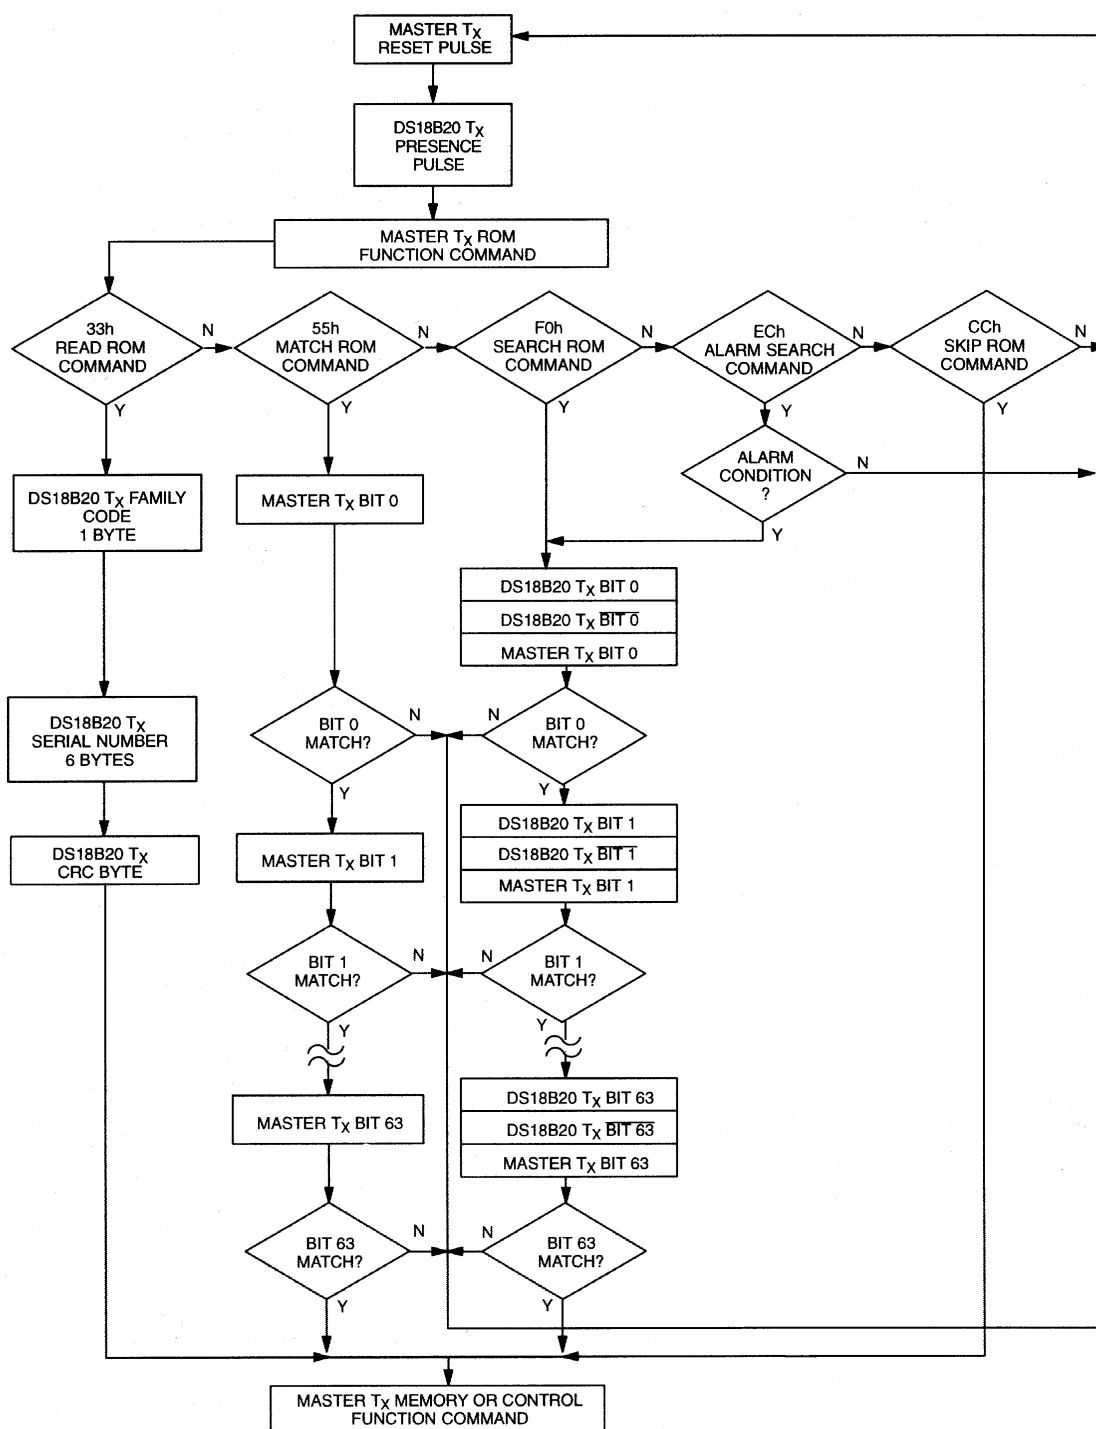 MASTER TX
RESET PULSE
DS18B20 TX
PRESENCE
PULSE
MASTER TX ROM
FUNCTION COMMAND
33h
READ ROM
COMMAND
N
Y
55h
MATCH ROM
COMMAND
N
Y
F0h
SEARCH ROM
COMMAND
N
Y
ECh
ALARM SEARCH
COMMAND
N
Y
CCh
SKIP ROM
COMMAND
N
Y
ALARM
CONDITION
?
N
Y
DS18B20 TX FAMILY
CODE
1 BYTE
MASTER TX BIT 0
DS18B20 TX BIT 0
DS18B20 TX BIT 0
MASTER TX BIT 0
DS18B20 TX
SERIAL NUMBER
6 BYTES
BIT 0
MATCH?
N
Y
BIT 0
MATCH?
N
Y
DS18B20 TX
CRC BYTE
MASTER TX BIT 1
DS18B20 TX BIT 1
DS18B20 TX BIT 1
MASTER TX BIT 1
BIT 1
MATCH?
N
Y
BIT 1
MATCH?
N
Y
MASTER TX BIT 63
DS18B20 TX BIT 63
DS18B20 TX BIT 63
MASTER TX BIT 63
BIT 63
MATCH?
N
Y
BIT 63
MATCH?
N
Y
MASTER TX MEMORY OR CONTROL
FUNCTION COMMAND